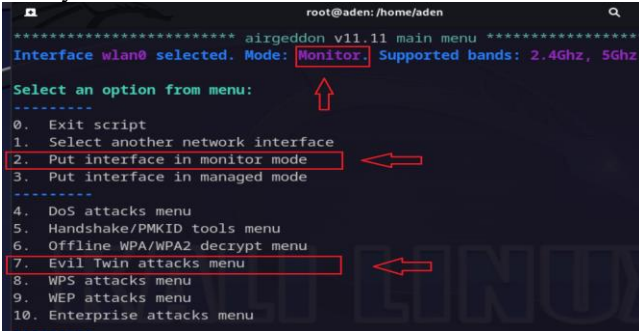 root@aden: /home/aden
************************* airgeddon v11.11 main menu *****************
Interface wlan0 selected. Mode: Monitor. Supported bands: 2.4Ghz, 5Ghz
Select an option from menu:
---------
0. Exit script
1. Select another network interface
2. Put interface in monitor mode
3. Put interface in managed mode
---------
4. DoS attacks menu
5. Handshake/PMKID tools menu
6. Offline WPA/WPA2 decrypt menu
7. Evil Twin attacks menu
8. WPS attacks menu
9. WEP attacks menu
10. Enterprise attacks menu